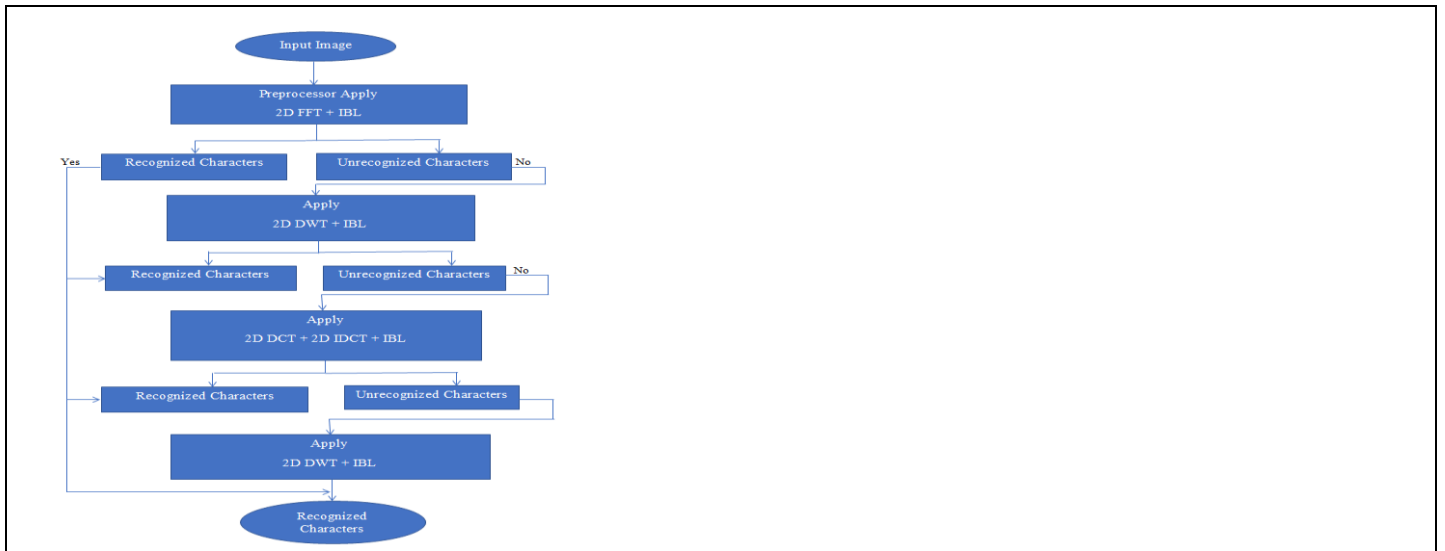 Input Image
Preprocessor Apply
2D FFT + IBL
Yes
Recognized Characters
Unrecognized Characters
No
Apply
2D DWT + IBL
Recognized Characters
Unrecognized Characters
No
Apply
2D DCT + 2D IDCT + IBL
Recognized Characters
Unrecognized Characters
Apply
2D DWT + IBL
Recognized
Characters